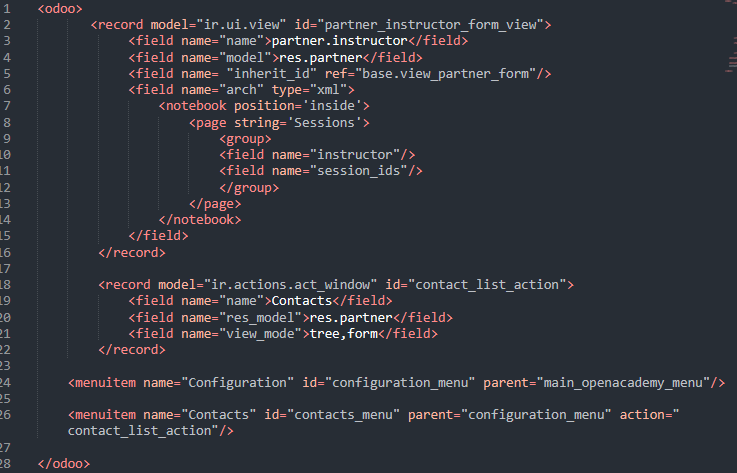 1 <odoo>
2 <record model="ir.ui.view" id="partner_instructor_form_view">
3 <field name="name">partner.instructor</field>
4 <field name="model">res.partner</field>
5 <field name= "inherit_id" ref="base.view_partner_form"/>
6 <field name="arch" type="xml">
7 <notebook position='inside'>
8 <page string='Sessions'>
9 <group>
10 <field name="instructor"/>
11 <field name="session_ids"/>
12 </group>
13 </page>
14 </notebook>
15 </field>
16 </record>
17
18 <record model="ir.actions.act_window" id="contact_list_action">
19 <field name="name">Contacts</field>
20 <field name="res_model">res.partner</field>
21 <field name="view_mode">tree,form</field>
22 </record>
23
24 <menuitem name="Configuration" id="configuration_menu" parent="main_openacademy_menu"/>
25
26 <menuitem name="Contacts" id="contacts_menu" parent="configuration_menu" action="
contact_list_action"/>
27
28 </odoo>